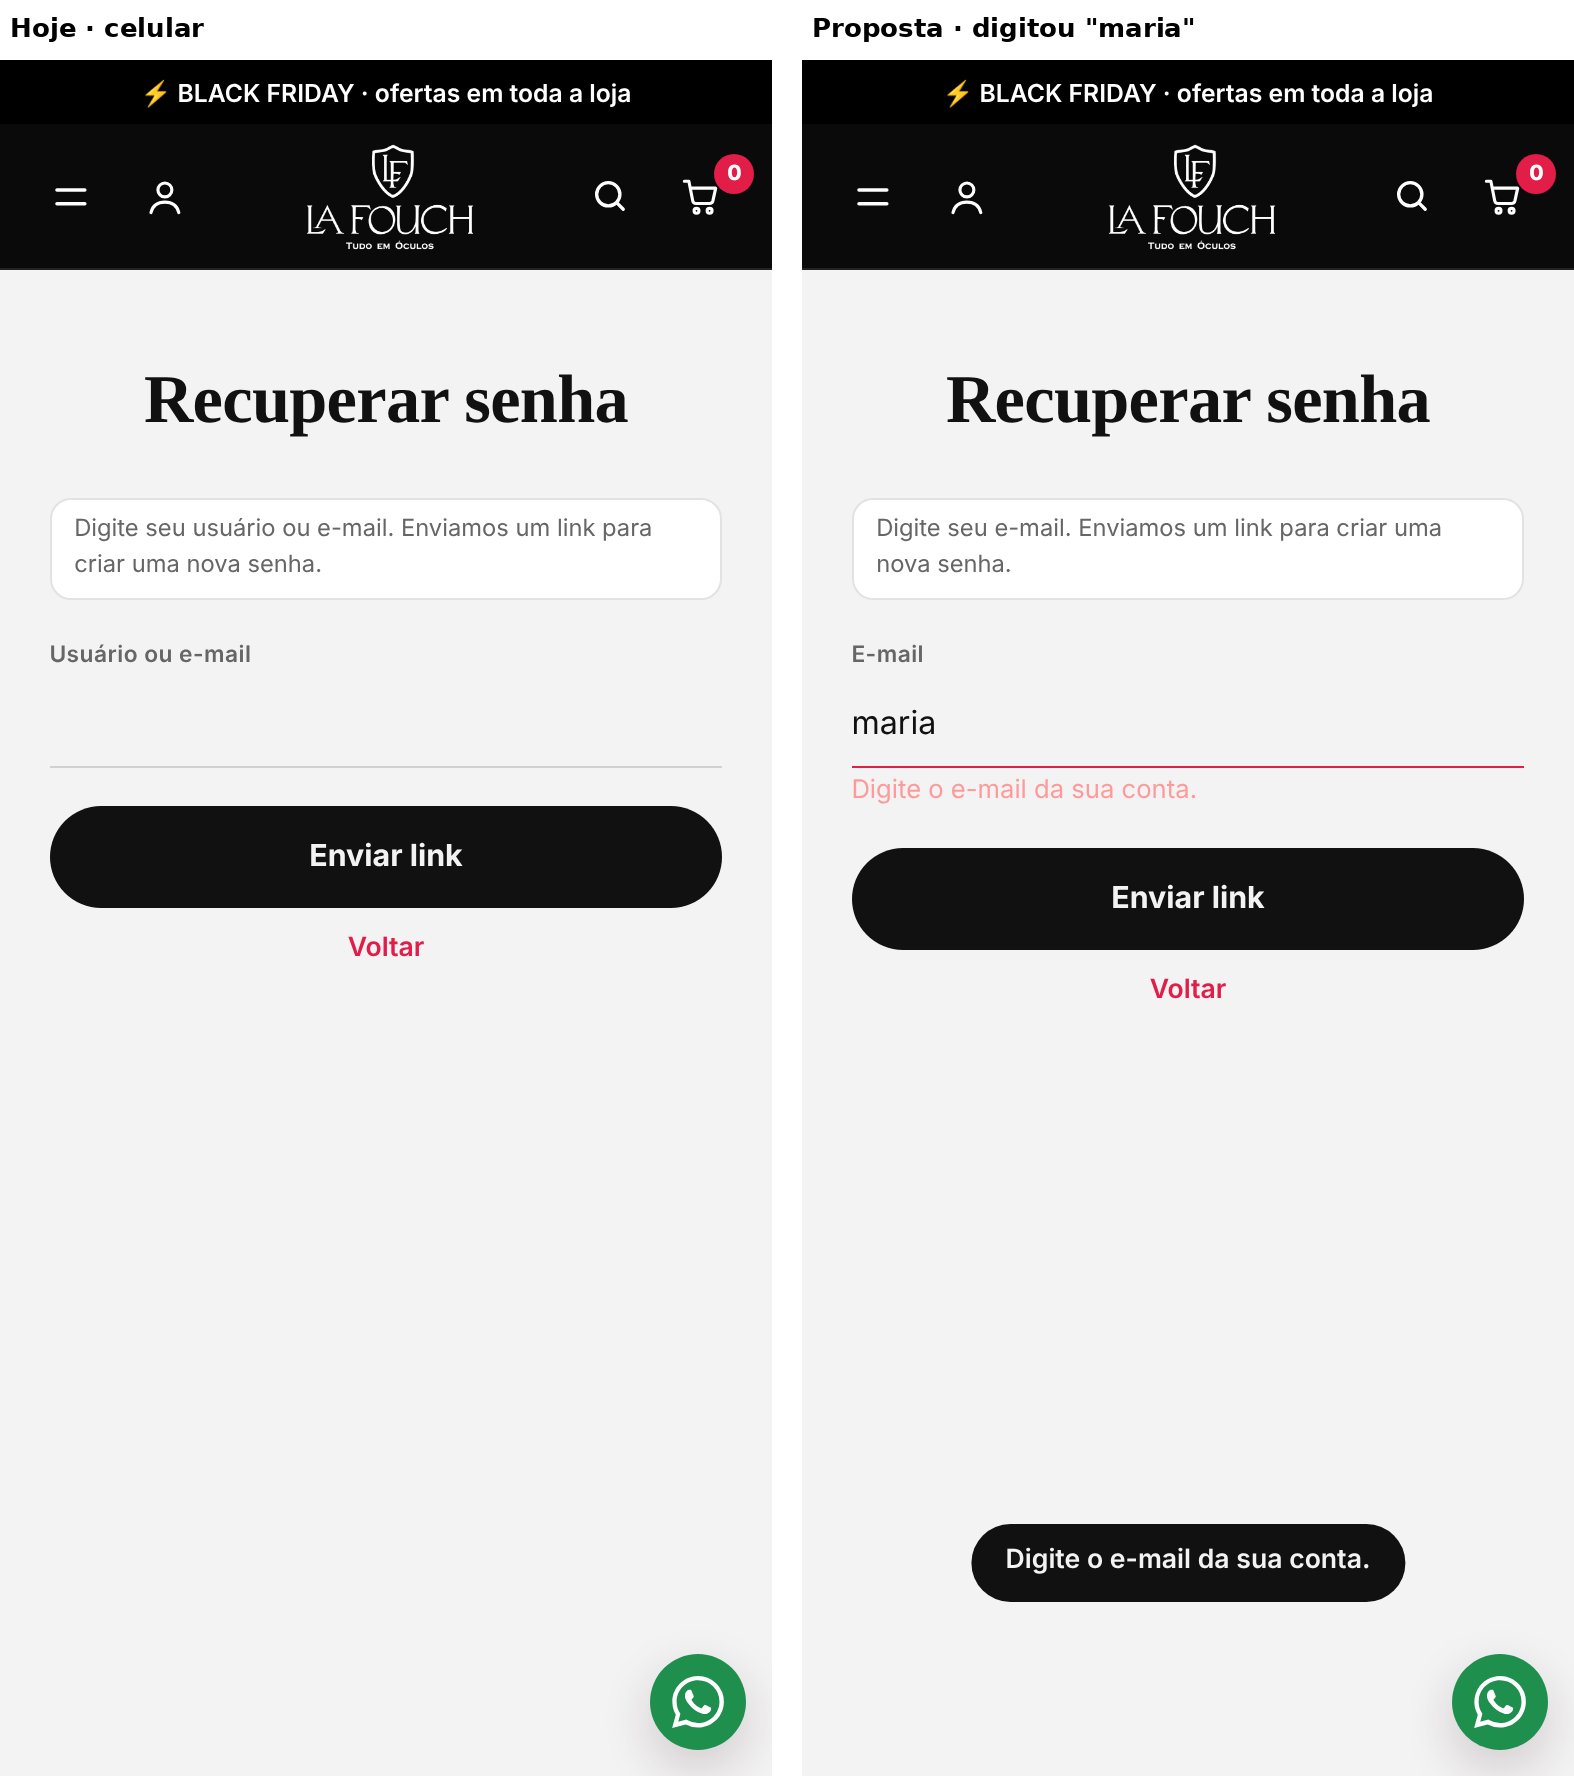 Hoje · celular
⚡ BLACK FRIDAY · ofertas em toda a loja
LF
LA FOUCH
Tudo em Óculos
0
Recuperar senha
Digite seu usuário ou e-mail. Enviamos um link para
criar uma nova senha.
Usuário ou e-mail
Enviar link
Voltar
Proposta · digitou "maria"
⚡ BLACK FRIDAY · ofertas em toda a loja
LF
LA FOUCH
Tudo em Óculos
0
Recuperar senha
Digite seu e-mail. Enviamos um link para criar uma
nova senha.
E-mail
maria
Digite o e-mail da sua conta.
Enviar link
Voltar
Digite o e-mail da sua conta.